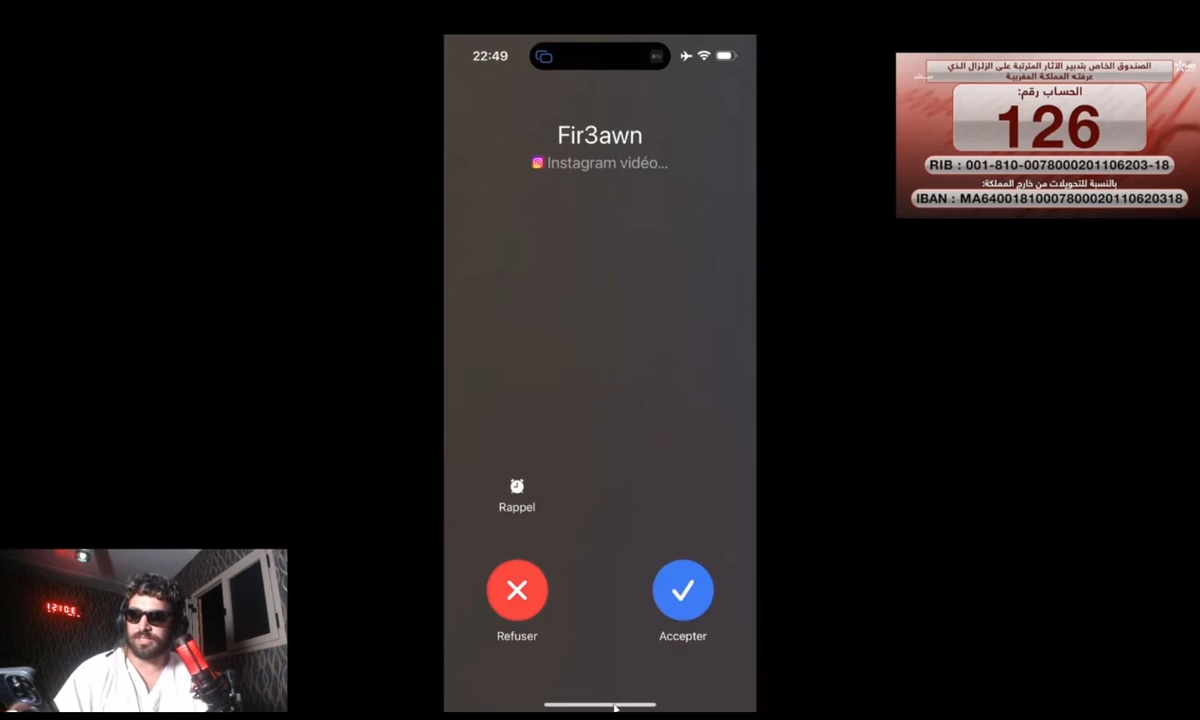 22:49
Fir3awn
Instagram vidéo...
Rappel
Refuser
Accepter
الصندوق الخاص بتدبير الآثار المترتبة على الزلزال الذي
عرفته المملكة المغربية
الحساب رقم:
126
RIB : 001-810-0078000201106203-18
بالنسبة للتحويلات من خارج المملكة:
IBAN : MA64001810007800020110620318